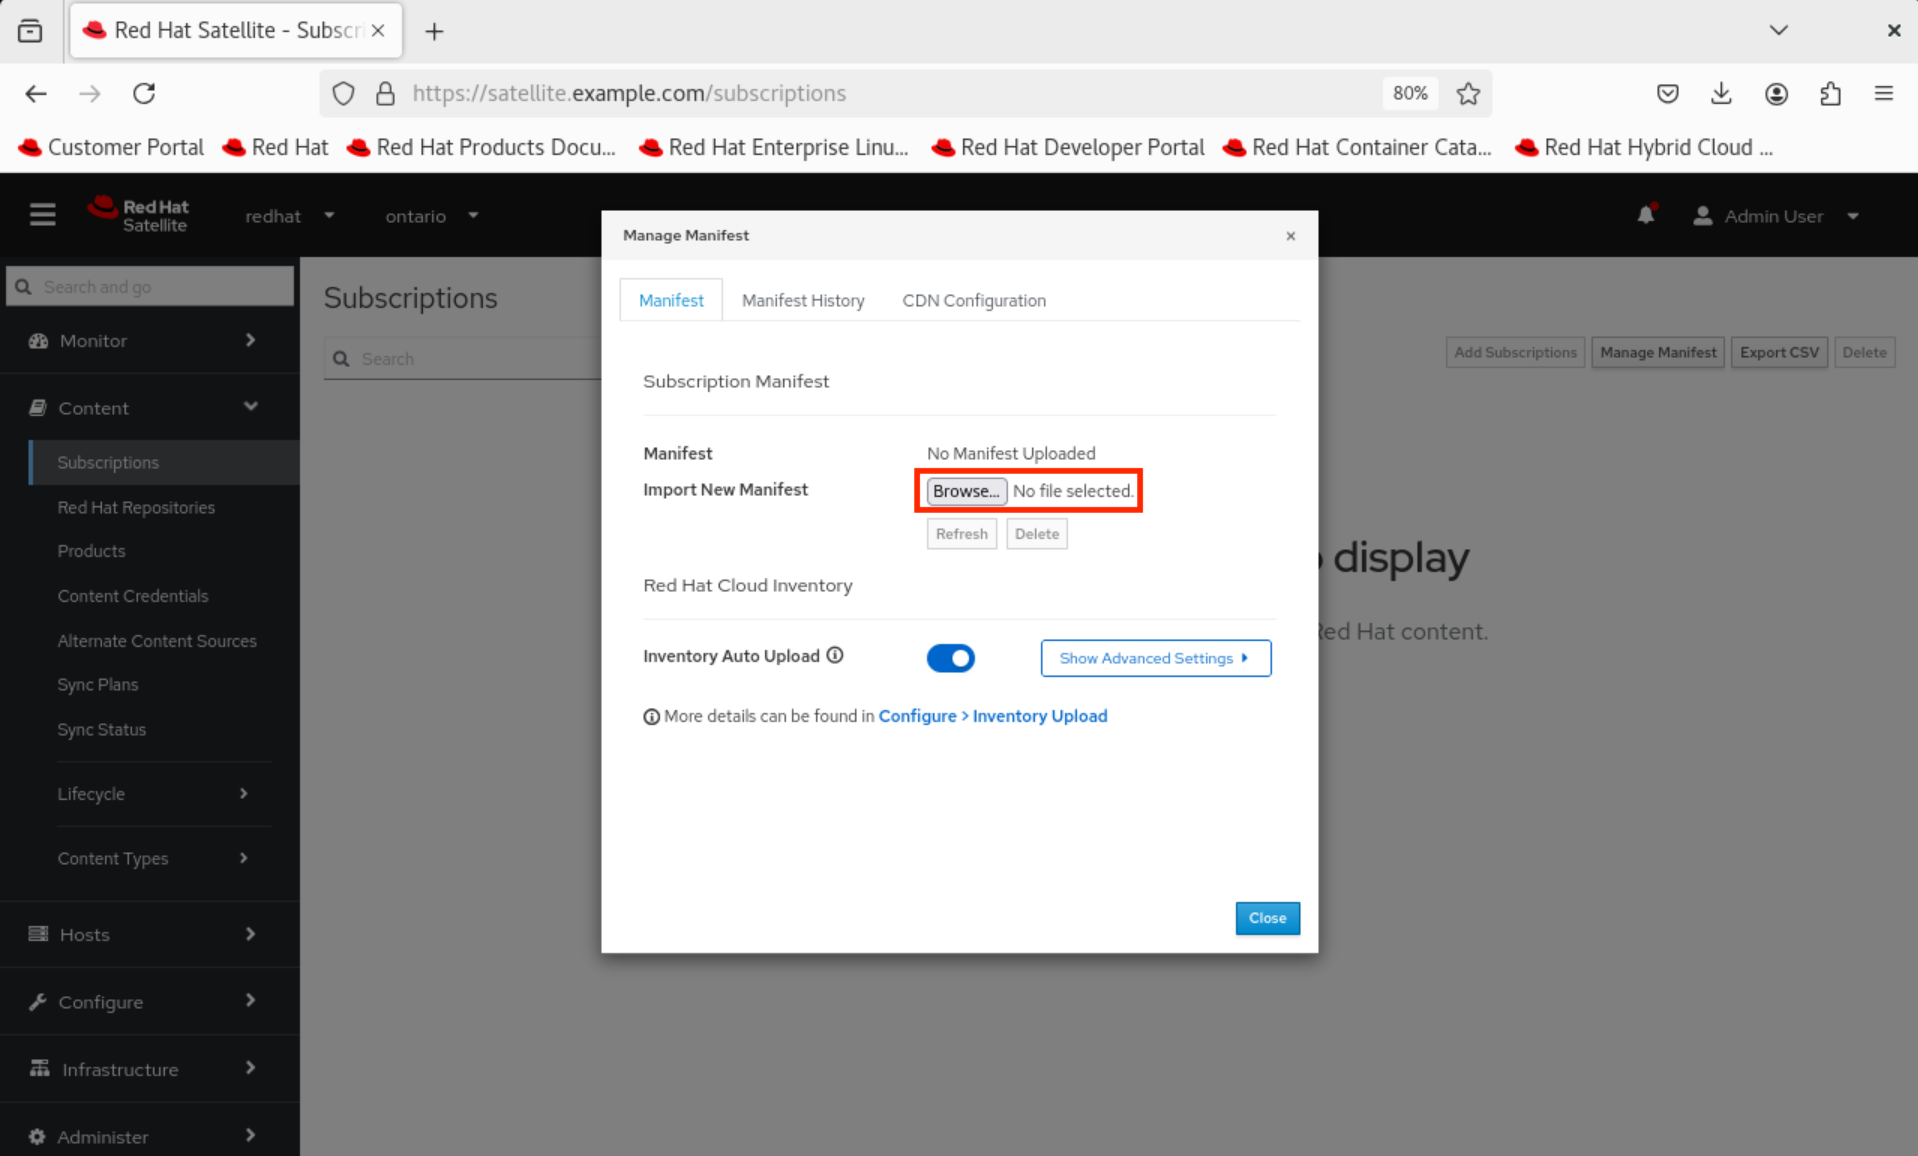 Red Hat Satellite - Subscri
https://satellite.example.com/subscriptions
80%
Customer Portal
Red Hat
Red Hat Products Docu...
Red Hat Enterprise Linu...
Red Hat Developer Portal
Red Hat Container Cata...
Red Hat Hybrid Cloud ...
Red Hat
Satellite
redhat
ontario
Admin User
Search and go
Monitor
Content
Subscriptions
Red Hat Repositories
Products
Content Credentials
Alternate Content Sources
Sync Plans
Sync Status
Lifecycle
Content Types
Hosts
Configure
Infrastructure
Administer
Subscriptions
Search
Add Subscriptions
Manage Manifest
Export CSV
Delete
display
Red Hat content.
Manage Manifest
Manifest
Manifest History
CDN Configuration
Subscription Manifest
Manifest
No Manifest Uploaded
Import New Manifest
Browse... No file selected.
Refresh
Delete
Red Hat Cloud Inventory
Inventory Auto Upload
Show Advanced Settings
More details can be found in Configure > Inventory Upload
Close